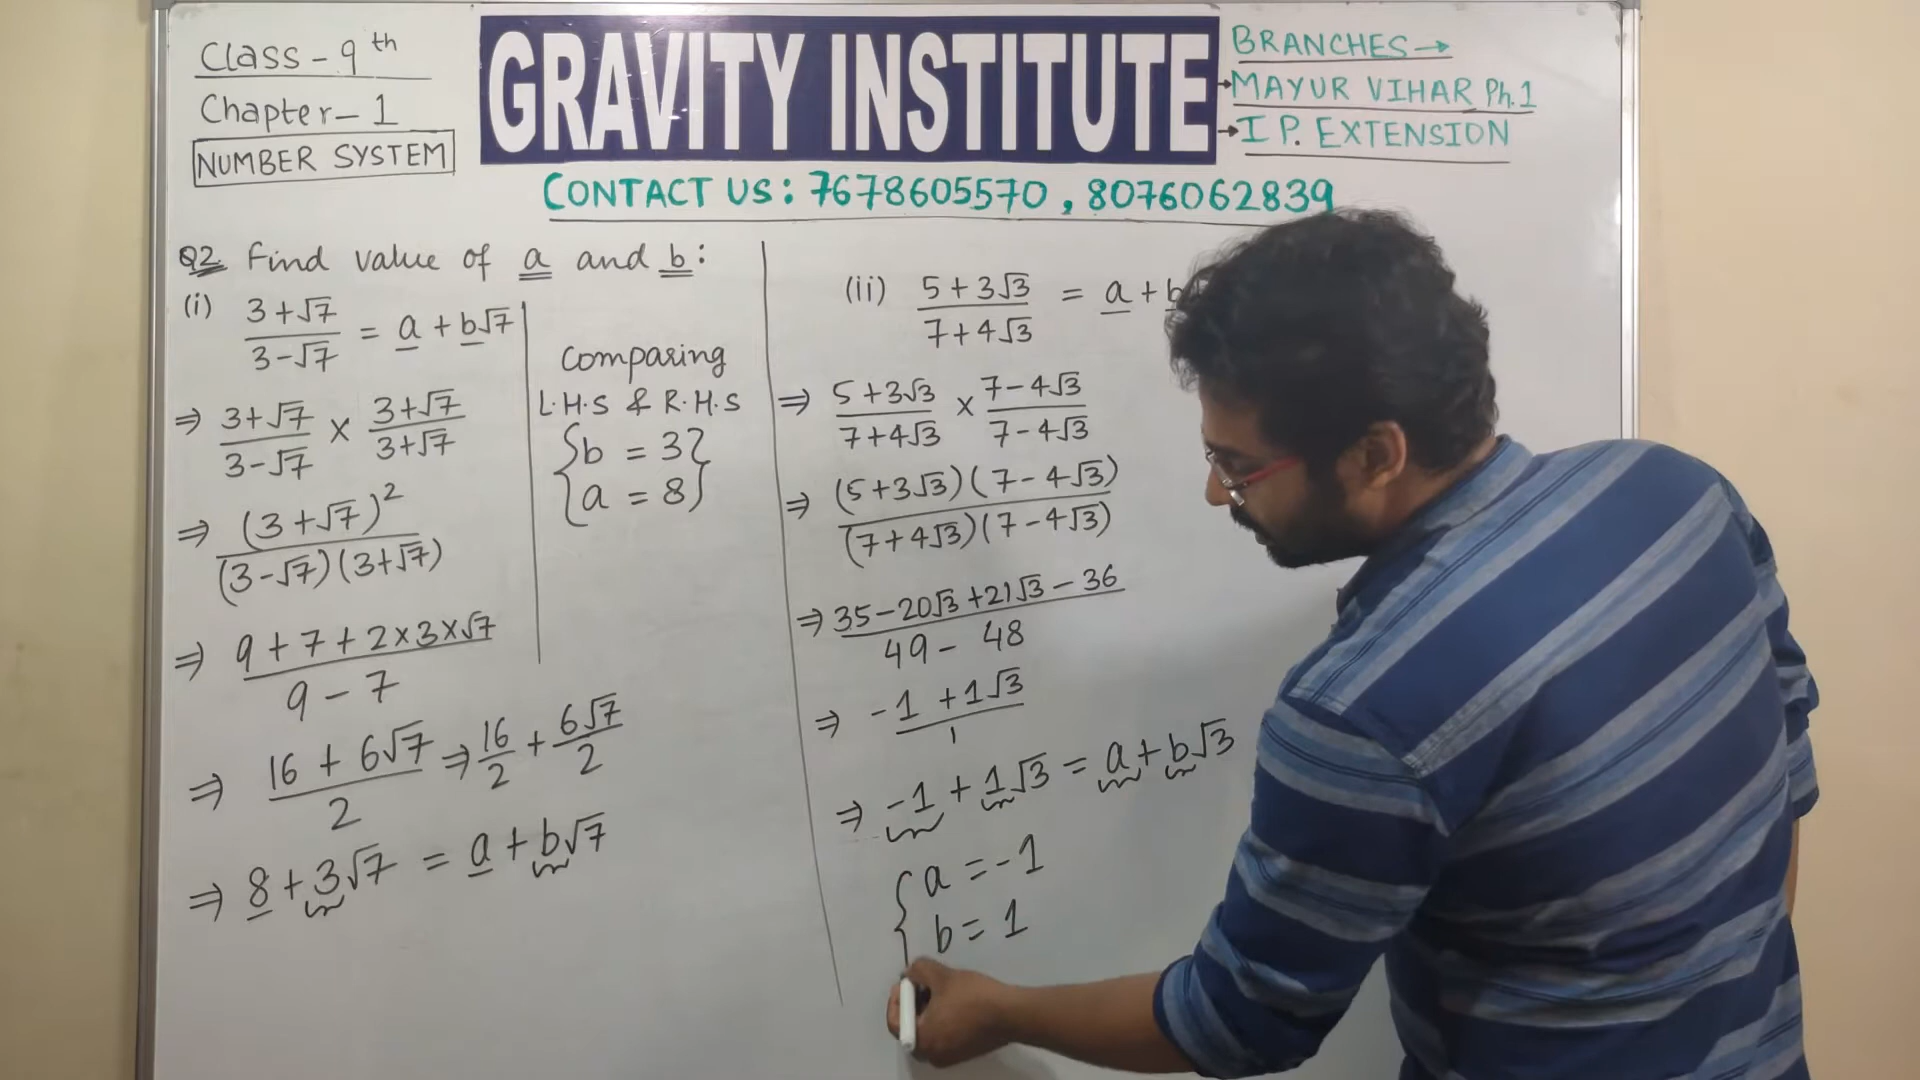 Class - 9th
Chapter - 1
NUMBER SYSTEM
GRAVITY INSTITUTE
BRANCHES →
→ MAYUR VIHAR Ph.1
→ I P. EXTENSION
CONTACT US : 7678605570 , 8076062839
Q2. Find value of a and b :
(i) (3+√7)/(3-√7) = a + b√7
⇒ (3+√7)/(3-√7) × (3+√7)/(3+√7)
⇒ (3+√7)²/((3-√7)(3+√7))
⇒ (9+7+2×3×√7)/(9-7)
⇒ (16+6√7)/2 ⇒ 16/2 + 6√7/2
⇒ 8+3√7 = a + b√7
Comparing
L.H.S & R.H.S
{b = 3}
{a = 8}
(ii) (5+3√3)/(7+4√3) = a + b
⇒ (5+3√3)/(7+4√3) × (7-4√3)/(7-4√3)
⇒ ((5+3√3)(7-4√3))/((7+4√3)(7-4√3))
⇒ (35-20√3+21√3-36)/(49-48)
⇒ (-1+1√3)/1
⇒ -1+1√3 = a+b√3
{a = -1
b = 1